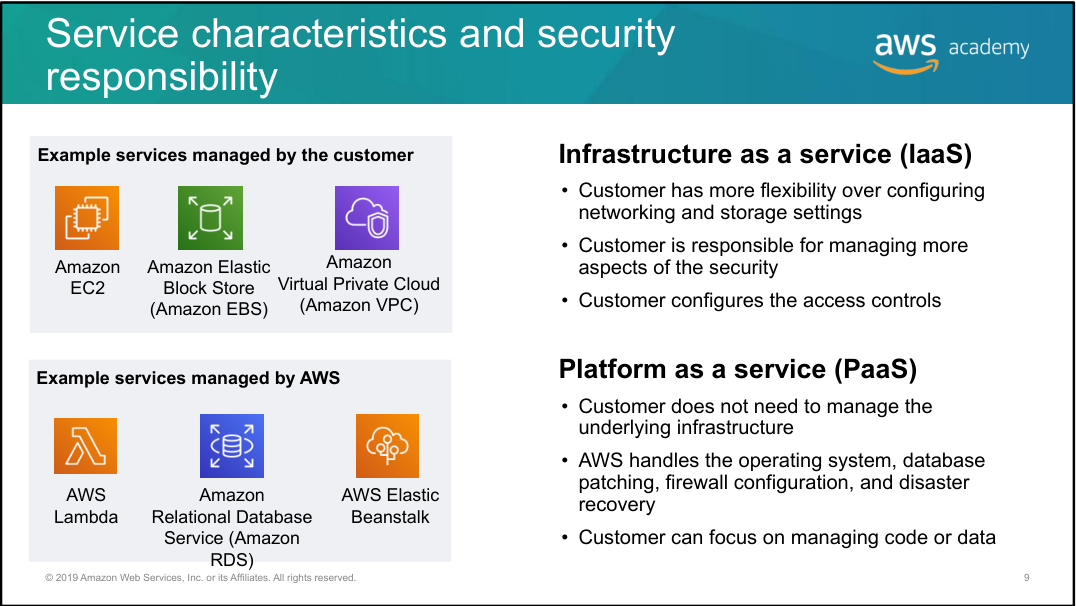 Service characteristics and security
responsibility
aws academy
Example services managed by the customer
Amazon
EC2
Amazon Elastic
Block Store
(Amazon EBS)
Amazon
Virtual Private Cloud
(Amazon VPC)
Infrastructure as a service (IaaS)
• Customer has more flexibility over configuring
networking and storage settings
• Customer is responsible for managing more
aspects of the security
• Customer configures the access controls
Example services managed by AWS
AWS
Lambda
Amazon
Relational Database
Service (Amazon
RDS)
AWS Elastic
Beanstalk
Platform as a service (PaaS)
• Customer does not need to manage the
underlying infrastructure
• AWS handles the operating system, database
patching, firewall configuration, and disaster
recovery
• Customer can focus on managing code or data
© 2019 Amazon Web Services, Inc. or its Affiliates. All rights reserved.
9